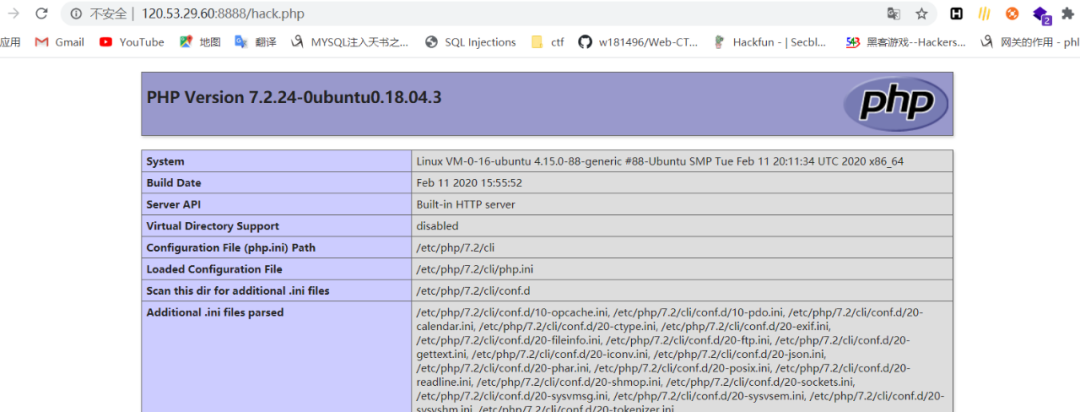 不安全 | 120.53.29.60:8888/hack.php
应用 Gmail YouTube 地图 翻译 MYSQL注入天书之... SQL Injections ctf w181496/Web-CT... Hackfun - | Secbl... 黑客游戏--Hackers... 网关的作用 - phl
2
PHP Version 7.2.24-0ubuntu0.18.04.3
php
System Linux VM-0-16-ubuntu 4.15.0-88-generic #88-Ubuntu SMP Tue Feb 11 20:11:34 UTC 2020 x86_64
Build Date Feb 11 2020 15:55:52
Server API Built-in HTTP server
Virtual Directory Support disabled
Configuration File (php.ini) Path /etc/php/7.2/cli
Loaded Configuration File /etc/php/7.2/cli/php.ini
Scan this dir for additional .ini files /etc/php/7.2/cli/conf.d
Additional .ini files parsed /etc/php/7.2/cli/conf.d/10-opcache.ini, /etc/php/7.2/cli/conf.d/10-pdo.ini, /etc/php/7.2/cli/conf.d/20-
calendar.ini, /etc/php/7.2/cli/conf.d/20-ctype.ini, /etc/php/7.2/cli/conf.d/20-exif.ini,
/etc/php/7.2/cli/conf.d/20-fileinfo.ini, /etc/php/7.2/cli/conf.d/20-ftp.ini, /etc/php/7.2/cli/conf.d/20-
gettext.ini, /etc/php/7.2/cli/conf.d/20-iconv.ini, /etc/php/7.2/cli/conf.d/20-json.ini,
/etc/php/7.2/cli/conf.d/20-phar.ini, /etc/php/7.2/cli/conf.d/20-posix.ini, /etc/php/7.2/cli/conf.d/20-
readline.ini, /etc/php/7.2/cli/conf.d/20-shmop.ini, /etc/php/7.2/cli/conf.d/20-sockets.ini,
/etc/php/7.2/cli/conf.d/20-sysvmsg.ini, /etc/php/7.2/cli/conf.d/20-sysvsem.ini, /etc/php/7.2/cli/conf.d/20-
sysvshm.ini, /etc/php/7.2/cli/conf.d/20-tokenizer.ini